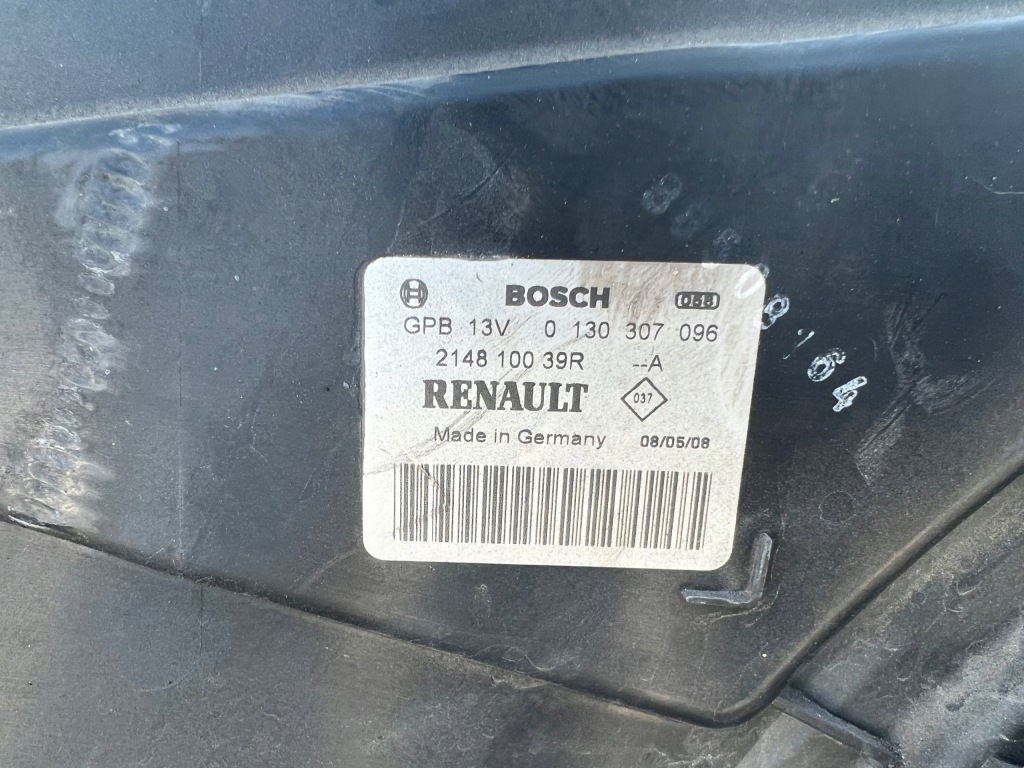 BOSCH
GPB 13V 0 130 307 096
2148 100 39R --A
RENAULT 037
Made in Germany 08/05/08